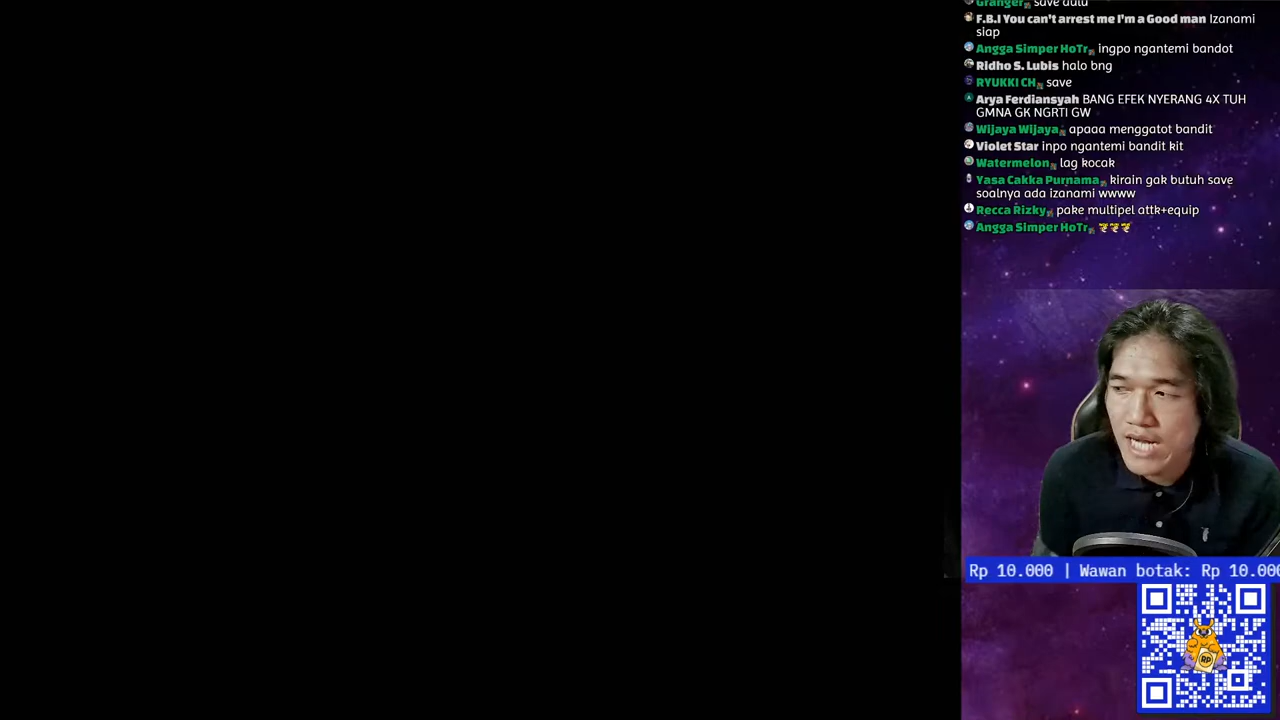 Granger save dulu
F.B.I You can't arrest me I'm a Good man Izanami
siap
Angga Simper HoTr ingpo ngantemi bandot
Ridho S. Lubis halo bng
RYUKKI CH save
Arya Ferdiansyah BANG EFEK NYERANG 4X TUH
GMNA GK NGRTI GW
Wijaya Wijaya apaaa menggatot bandit
Violet Star inpo ngantemi bandit kit
Watermelon lag kocak
Yasa Cakka Purnama kirain gak butuh save
soalnya ada izanami wwww
Recca Rizky pake multipel attk+equip
Angga Simper HoTr
Rp 10.000 | Wawan botak: Rp 10.000
RP